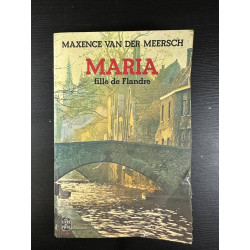 MAXENCE VAN DER MEERSCH
MARIA
fille de Flandre